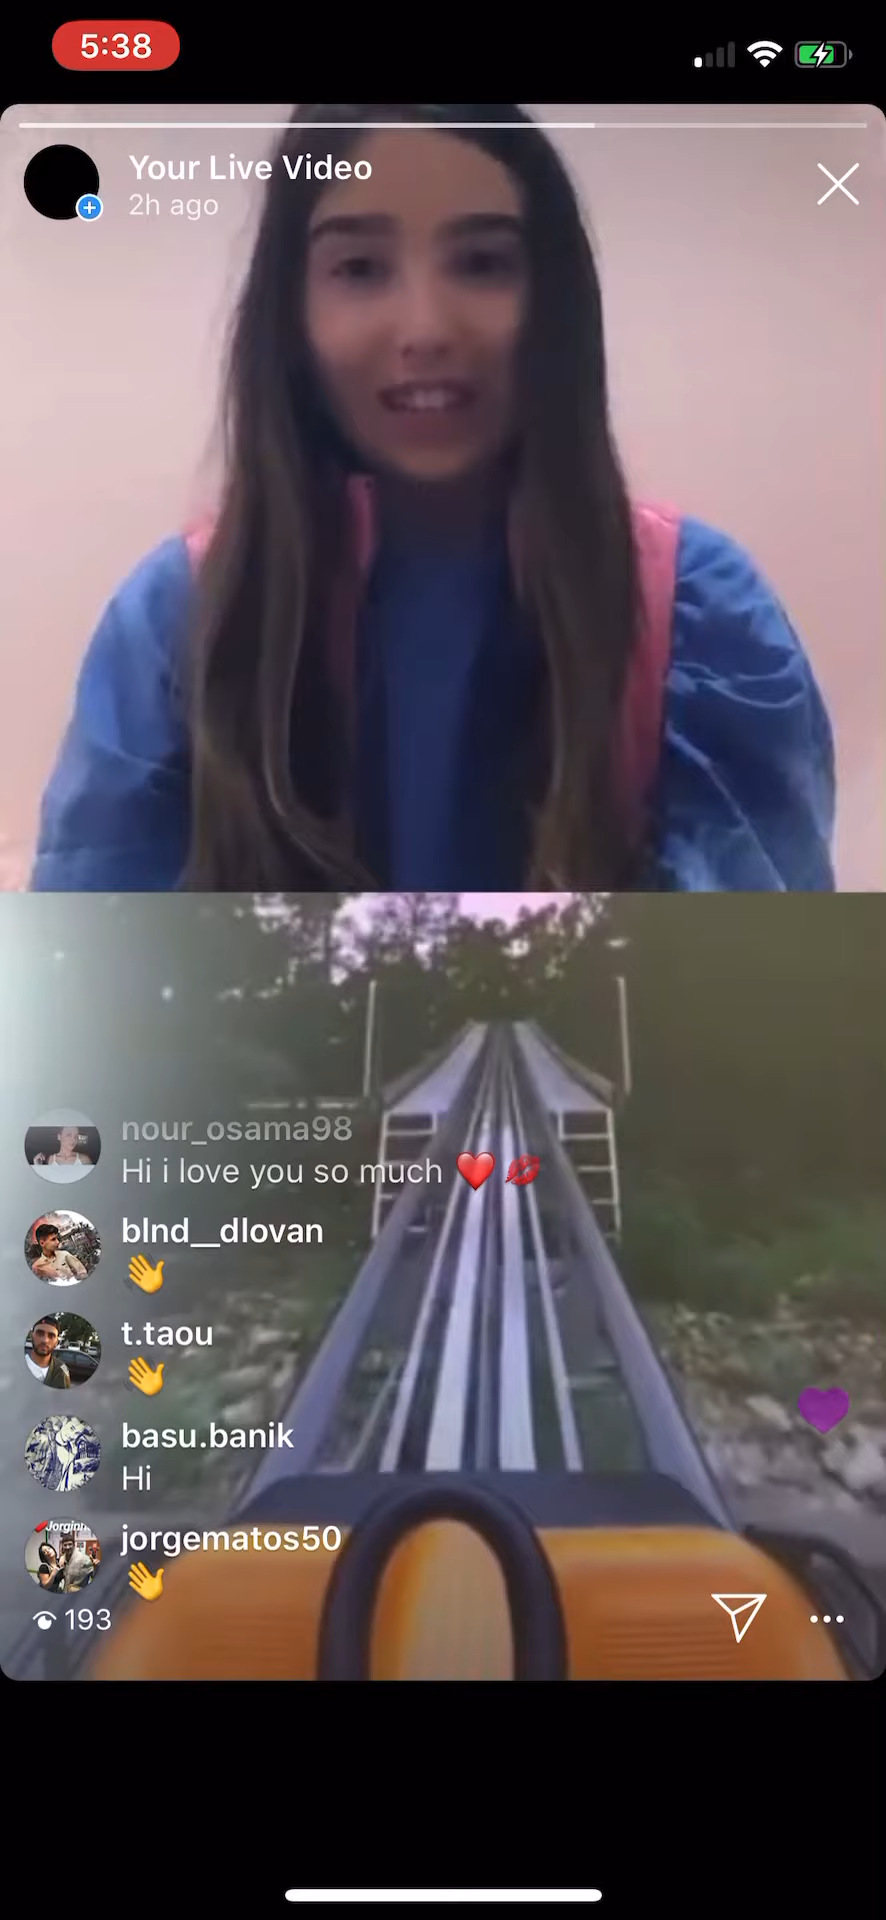 5:38
Your Live Video
2h ago
nour_osama98
Hi i love you so much ❤️ 💋
blnd__dlovan
👋
t.taou
👋
basu.banik
Hi
jorgematos50
👋
193